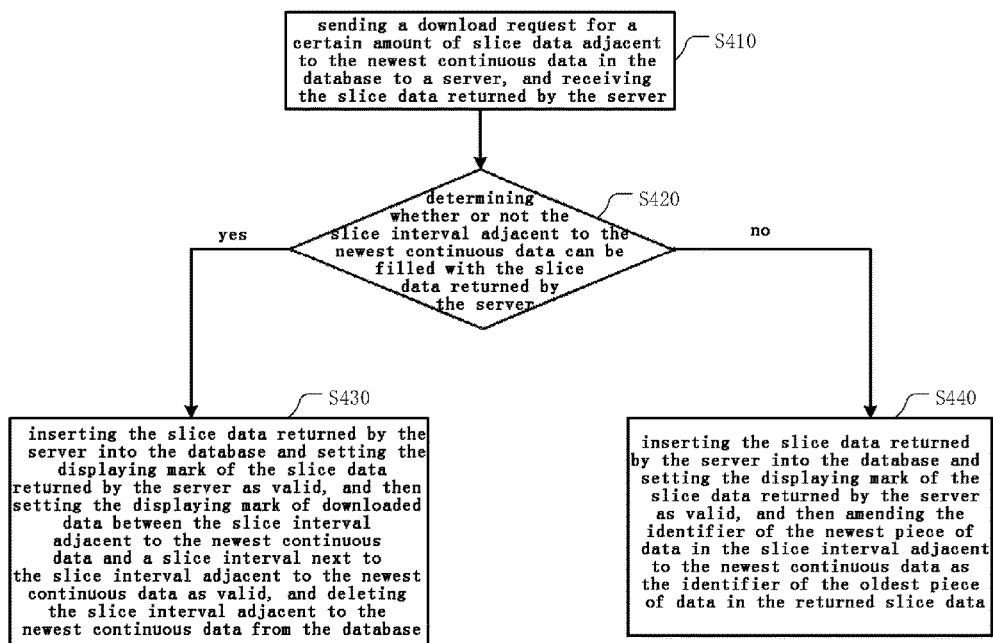 sending a download request for a
certain amount of slice data adjacent
to the newest continuous data in the
database to a server, and receiving
the slice data returned by the server
S410
determining
whether or not the
slice interval adjacent to the
newest continuous data can be
filled with the slice
data returned by
the server
S420
yes
no
S430
inserting the slice data returned by the
server into the database and setting the
displaying mark of the slice data
returned by the server as valid, and then
setting the displaying mark of downloaded
data between the slice interval
adjacent to the newest continuous
data and a slice interval next to
the slice interval adjacent to the newest
continuous data as valid, and deleting
the slice interval adjacent to the
newest continuous data from the database
S440
inserting the slice data returned
by the server into the database and
setting the displaying mark of the
slice data returned by the server
as valid, and then amending the
identifier of the newest piece of
data in the slice interval adjacent
to the newest continuous data as
the identifier of the oldest piece
of data in the returned slice data